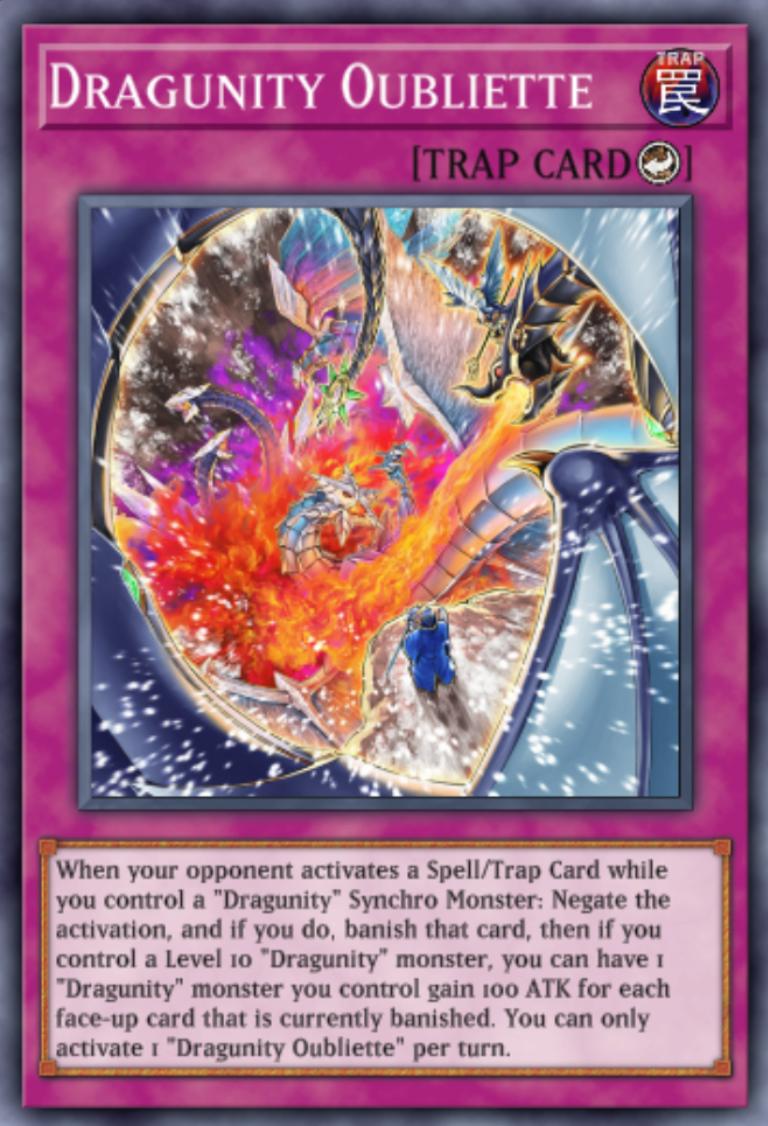 Dragunity Oubliette
TRAP
罠
[TRAP CARD]
When your opponent activates a Spell/Trap Card while
you control a "Dragunity" Synchro Monster: Negate the
activation, and if you do, banish that card, then if you
control a Level 10 "Dragunity" monster, you can have 1
"Dragunity" monster you control gain 100 ATK for each
face-up card that is currently banished. You can only
activate 1 "Dragunity Oubliette" per turn.